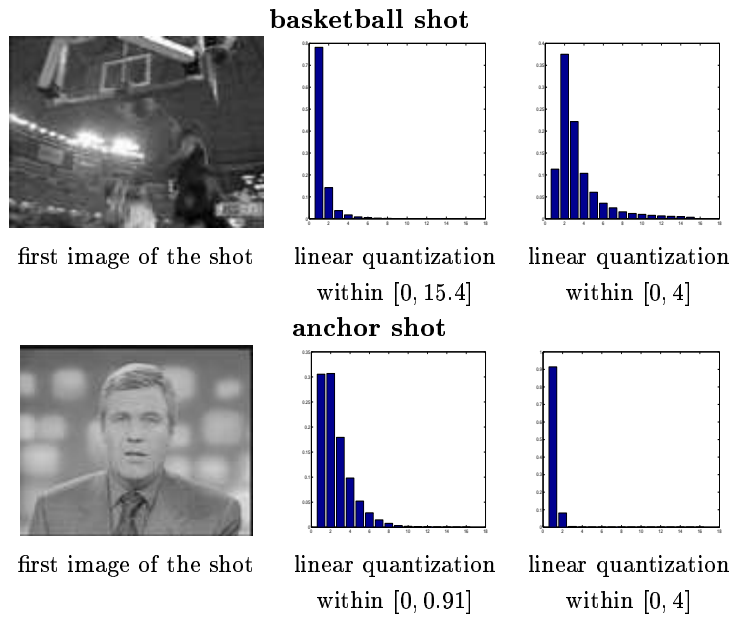 basketball shot
first image of the shot
linear quantization
within [0, 15.4]
linear quantization
within [0, 4]
anchor shot
first image of the shot
linear quantization
within [0, 0.91]
linear quantization
within [0, 4]